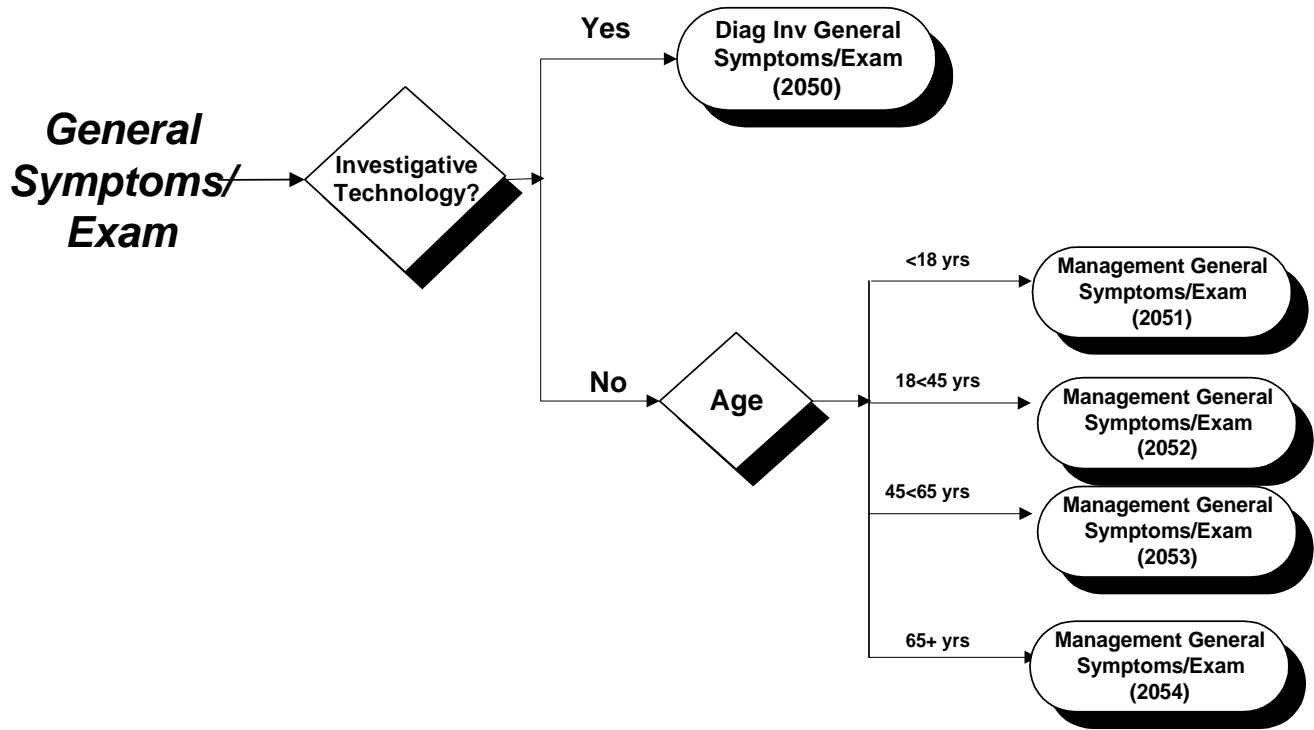 General
Symptoms/
Exam
Investigative
Technology?
Yes
Diag Inv General
Symptoms/Exam
(2050)
No
Age
<18 yrs
Management General
Symptoms/Exam
(2051)
18<45 yrs
Management General
Symptoms/Exam
(2052)
45<65 yrs
Management General
Symptoms/Exam
(2053)
65+ yrs
Management General
Symptoms/Exam
(2054)